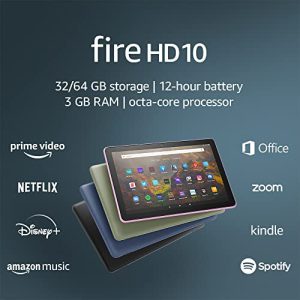 fire HD10
32/64 GB storage | 12-hour battery
3 GB RAM | octa-core processor
prime video
Office
NETFLIX
zoom
Disney+
kindle
amazon music
Spotify